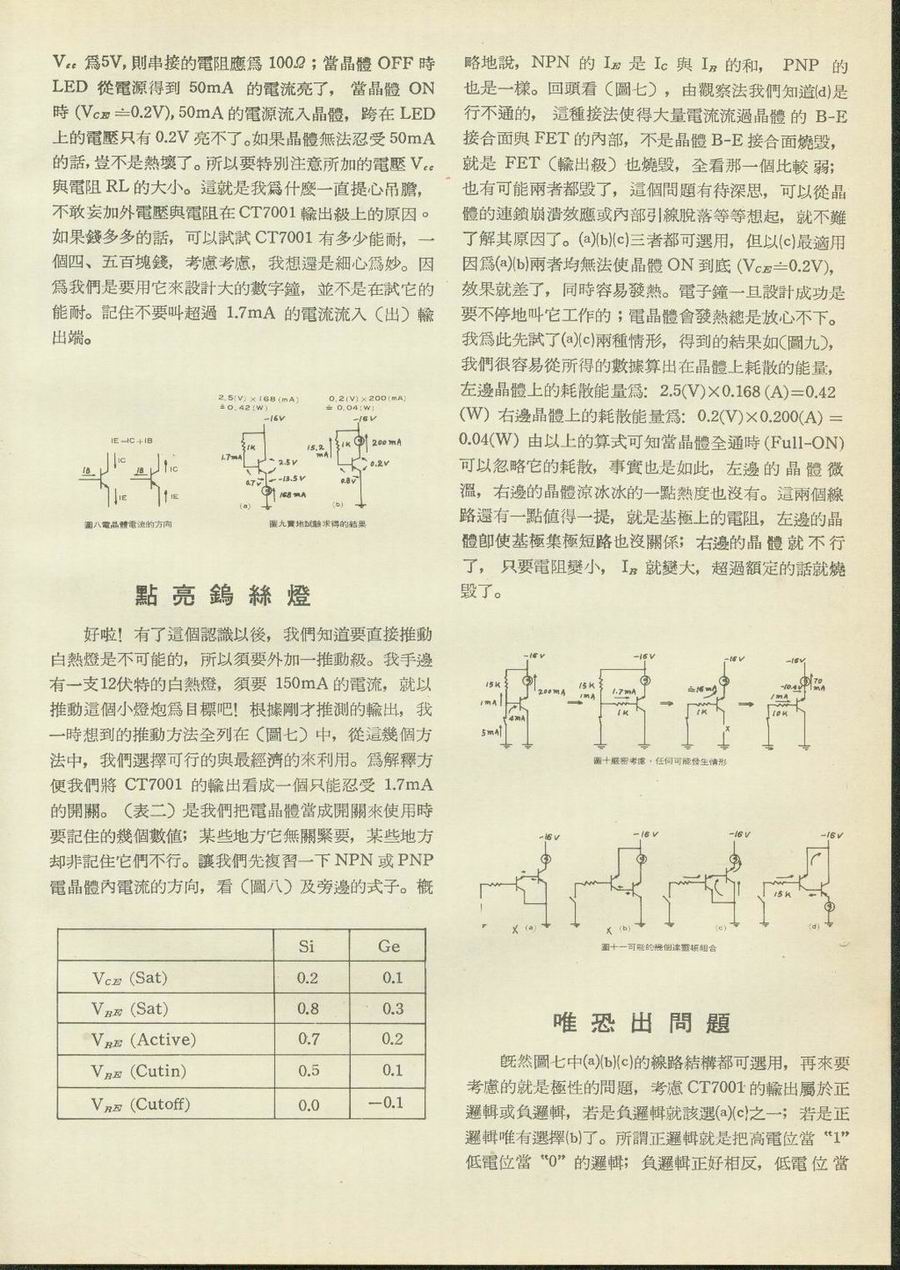 Vcc 爲5V, 則串接的電阻應爲 100Ω；當晶體 OFF 時
LED 從電源得到 50mA 的電流亮了，當晶體 ON
時 (VCE≐0.2V), 50mA 的電源流入晶體，跨在 LED
上的電壓只有 0.2V 亮不了。如果晶體無法忍受 50mA
的話，豈不是熱壞了。所以要特別注意所加的電壓 Vcc
與電阻 RL 的大小。這就是我爲什麼一直提心吊膽，
不敢妄加外電壓與電阻在 CT7001 輸出級上的原因。
如果錢多多的話，可以試試 CT7001 有多少能耐，一
個四、五百塊錢，考慮考慮，我想還是細心爲妙。因
爲我們是要用它來設計大的數字鐘，並不是在試它的
能耐。記住不要叫超過 1.7mA 的電流流入（出）輸
出端。
IE=IC+IB
IB IC IE
IB IC IE
圖八電晶體電流的方向
2.5(V)×168(mA)
≐0.42(W)
-16V
1K
1.7mA
2.5V
0.7V
-13.5V
168mA
(a)
0.2(V)×200(mA)
≐0.04(W)
-16V
15.2mA
1K
200mA
0.2V
0.8V
(b)
圖九實地試驗求得的結果
點亮鎢絲燈
好啦！有了這個認識以後，我們知道要直接推動
白熱燈是不可能的，所以須要外加一推動級。我手邊
有一支12伏特的白熱燈，須要 150mA 的電流，就以
推動這個小燈炮爲目標吧！根據剛才推測的輸出，我
一時想到的推動方法全列在（圖七）中，從這幾個方
法中，我們選擇可行的與最經濟的來利用。爲解釋方
便我們將 CT7001 的輸出看成一個只能忍受 1.7mA
的開關。（表二）是我們把電晶體當成開關來使用時
要記住的幾個數值；某些地方它無關緊要，某些地方
却非記住它們不行。讓我們先複習一下 NPN 或 PNP
電晶體內電流的方向，看（圖八）及旁邊的式子。概
Si Ge
VCE (Sat) 0.2 0.1
VBE (Sat) 0.8 0.3
VBE (Active) 0.7 0.2
VBE (Cutin) 0.5 0.1
VBE (Cutoff) 0.0 −0.1
略地說，NPN 的 IE 是 IC 與 IB 的和， PNP 的
也是一樣。回頭看（圖七），由觀察法我們知道(d)是
行不通的，這種接法使得大量電流流過晶體的 B-E
接合面與 FET 的內部，不是晶體 B-E 接合面燒毀，
就是 FET（輸出級）也燒毀，全看那一個比較弱；
也有可能兩者都毀了，這個問題有待深思，可以從晶
體的連鎖崩潰效應或內部引線脫落等等想起，就不難
了解其原因了。(a)(b)(c)三者都可選用，但以(c)最適用
因爲(a)(b)兩者均無法使晶體 ON 到底 (VCE≐0.2V),
效果就差了，同時容易發熱。電子鐘一旦設計成功是
要不停地叫它工作的；電晶體會發熱總是放心不下。
我爲此先試了(a)(c)兩種情形，得到的結果如(圖九)，
我們很容易從所得的數據算出在晶體上耗散的能量，
左邊晶體上的耗散能量爲：2.5(V)×0.168 (A)=0.42
(W) 右邊晶體上的耗散能量爲：0.2(V)×0.200(A) =
0.04(W) 由以上的算式可知當晶體全通時 (Full-ON)
可以忽略它的耗散，事實也是如此，左邊的晶體微
溫，右邊的晶體涼冰冰的一點熱度也沒有。這兩個線
路還有一點值得一提，就是基極上的電阻，左邊的晶
體卽使基極集極短路也沒關係；右邊的晶體就不行
了，只要電阻變小，IB 就變大，超過額定的話就燒
毀了。
-16V
15K
1mA
200mA
4mA
5mA
-16V
15K
1mA
1.7mA
1K
-16V
≐16mA
1K
X
-16V
-10.4V
70mA
1mA
10K
圖十嚴密考慮，任何可能發生情形
-16V
X (a)
-16V
X (b)
-16V
(c)
-16V
15K
(d)
圖十一可能的幾個達靈頓組合
唯恐出問題
旣然圖七中(a)(b)(c)的線路結構都可選用，再來要
考慮的就是極性的問題，考慮 CT7001 的輸出屬於正
邏輯或負邏輯，若是負邏輯就該選(a)(c)之一；若是正
邏輯唯有選擇(b)了。所謂正邏輯就是把高電位當 “1”
低電位當 “0” 的邏輯；負邏輯正好相反，低電位當